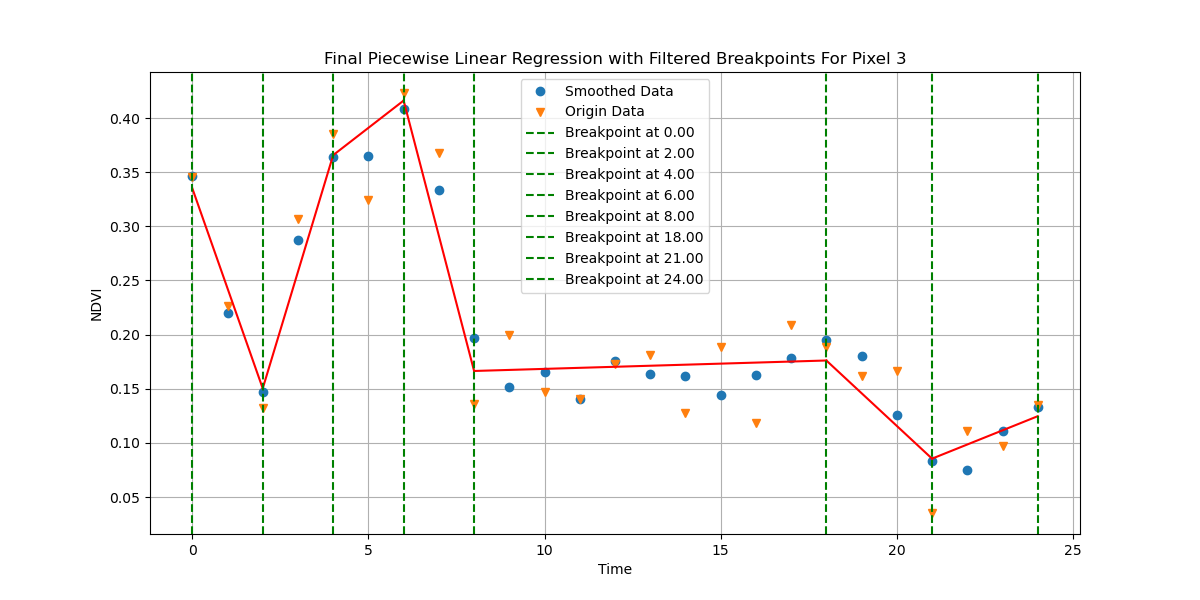 Final Piecewise Linear Regression with Filtered Breakpoints For Pixel 3
Smoothed Data
Origin Data
Breakpoint at 0.00
Breakpoint at 2.00
Breakpoint at 4.00
Breakpoint at 6.00
Breakpoint at 8.00
Breakpoint at 18.00
Breakpoint at 21.00
Breakpoint at 24.00
NDVI
0.40
0.35
0.30
0.25
0.20
0.15
0.10
0.05
0 5 10 15 20 25
Time